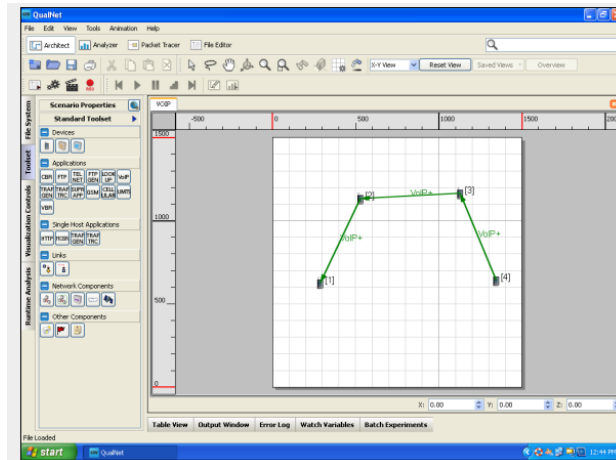 QualNet
File Edit View Tools Animation Help
Architect Analyzer Packet Tracer File Editor
X-Y View Reset View Saved Views Overview
File System
Toolset
Visualization Controls
Runtime Analysis
Scenario Properties
Standard Toolset
Devices
Applications
CBR FTP TEL NET FTP GEN LOOK UP VoIP
TRAF GEN TRAF TRC SUPR APP GSM CELL ULAR UMTS
VBR
Single Host Applications
HTTP MCBR TRAF GEN TRAF TRC
Links
Network Components
Other Components
VOIP
-500 0 500 1000 1500
1500
1000
500
0
[2] VoIP+ [3]
VoIP+ VoIP+
[1] [4]
X: 0.00 Y: 0.00 Z: 0.00
Table View Output Window Error Log Watch Variables Batch Experiments
File Loaded
start QualNet 12:44 PM